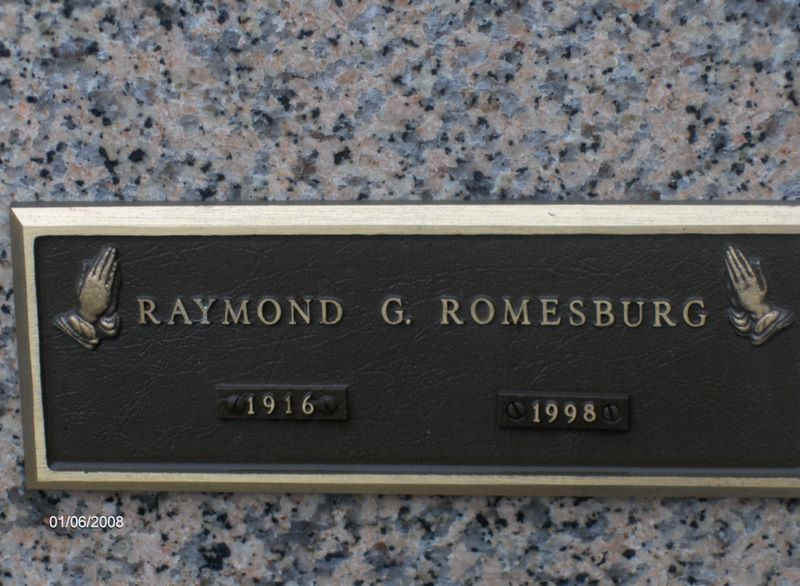 RAYMOND G. ROMESBURG
1916 1998
01/06/2008